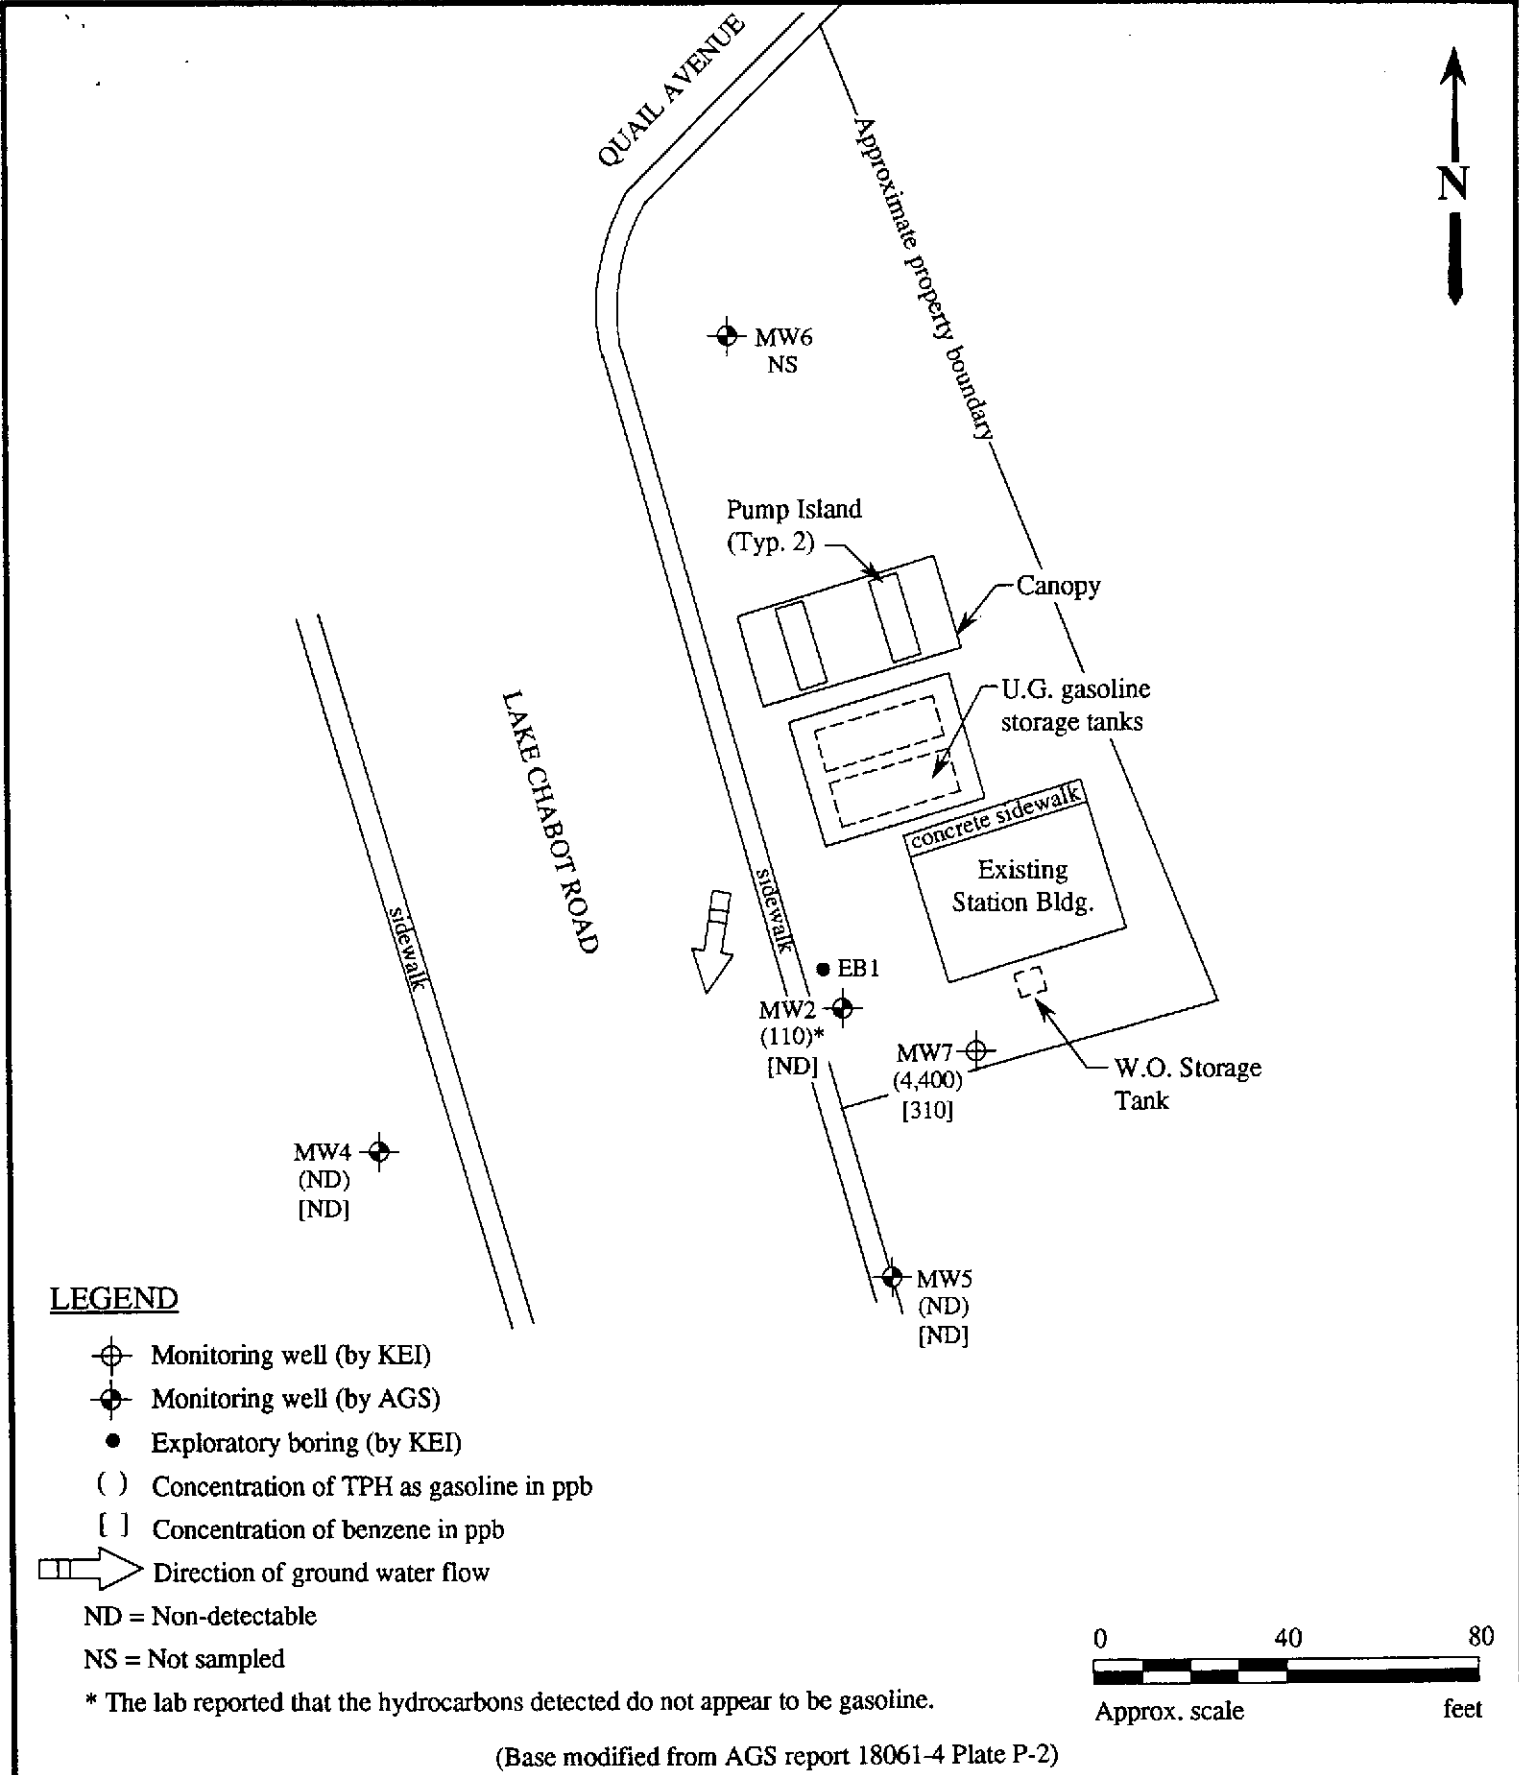 QUAIL AVENUE
Approximate property boundary
N
MW6
NS
Pump Island
(Typ. 2)
Canopy
U.G. gasoline
storage tanks
LAKE CHABOT ROAD
concrete sidewalk
Existing
Station Bldg.
sidewalk
sidewalk
EB1
MW2
(110)*
[ND]
MW7
(4,400)
[310]
W.O. Storage
Tank
MW4
(ND)
[ND]
MW5
(ND)
[ND]
LEGEND
Monitoring well (by KEI)
Monitoring well (by AGS)
Exploratory boring (by KEI)
( ) Concentration of TPH as gasoline in ppb
[ ] Concentration of benzene in ppb
Direction of ground water flow
ND = Non-detectable
NS = Not sampled
* The lab reported that the hydrocarbons detected do not appear to be gasoline.
0 40 80
Approx. scale feet
(Base modified from AGS report 18061-4 Plate P-2)